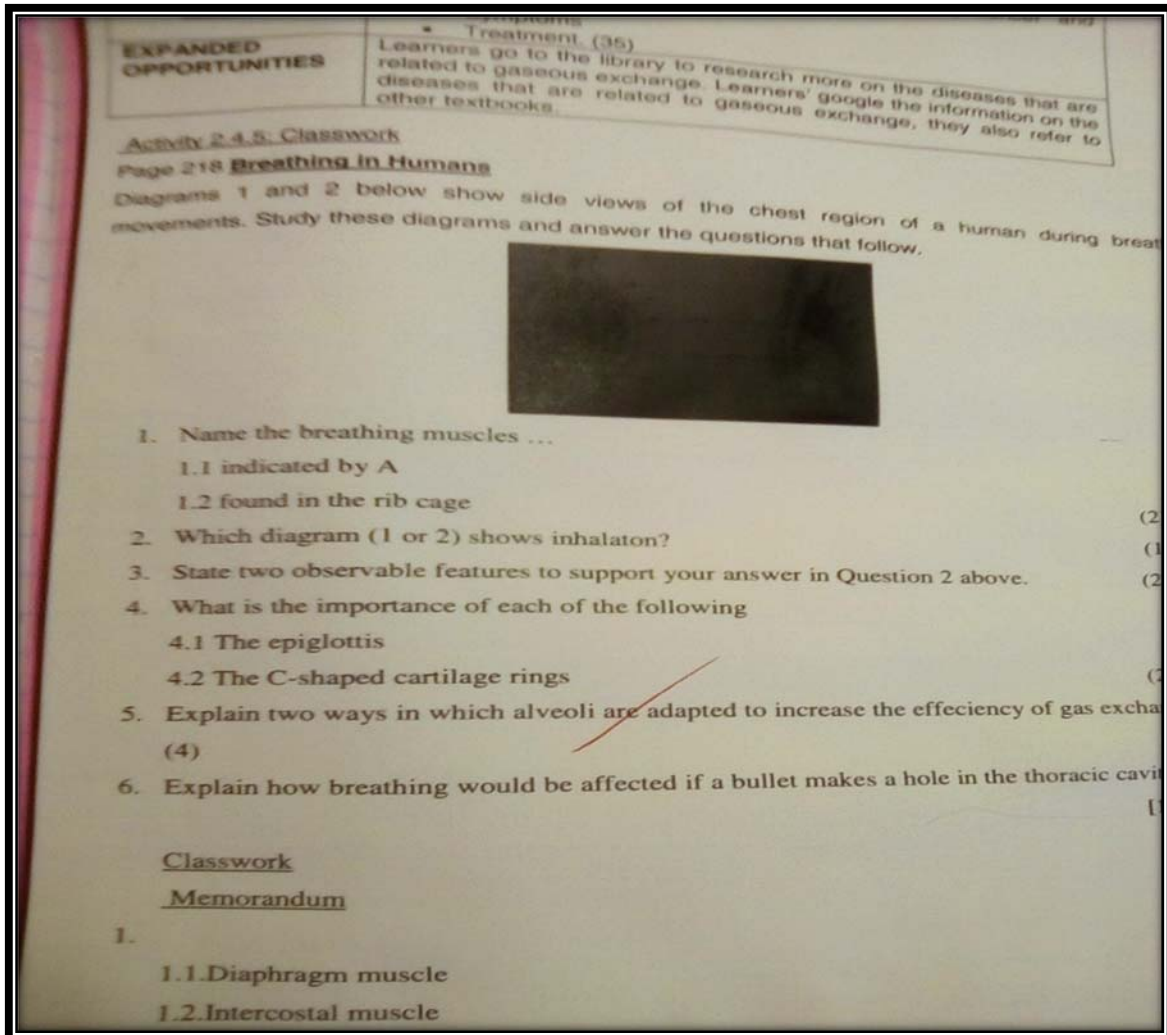 Treatment. (35)
EXPANDED
OPPORTUNITIES
Learners go to the library to research more on the diseases that are
related to gaseous exchange. Learners' google the information on the
diseases that are related to gaseous exchange, they also refer to
other textbooks.
Activity 2.4.5: Classwork
Page 218 Breathing in Humans
Diagrams 1 and 2 below show side views of the chest region of a human during breat
movements. Study these diagrams and answer the questions that follow.
1. Name the breathing muscles ...
1.1 indicated by A
1.2 found in the rib cage
(2
2. Which diagram (1 or 2) shows inhalaton?
(1
3. State two observable features to support your answer in Question 2 above. (2
4. What is the importance of each of the following
4.1 The epiglottis
4.2 The C-shaped cartilage rings
5. Explain two ways in which alveoli are adapted to increase the effeciency of gas excha
(4)
6. Explain how breathing would be affected if a bullet makes a hole in the thoracic cavi
Classwork
Memorandum
1.
1.1.Diaphragm muscle
1.2.Intercostal muscle